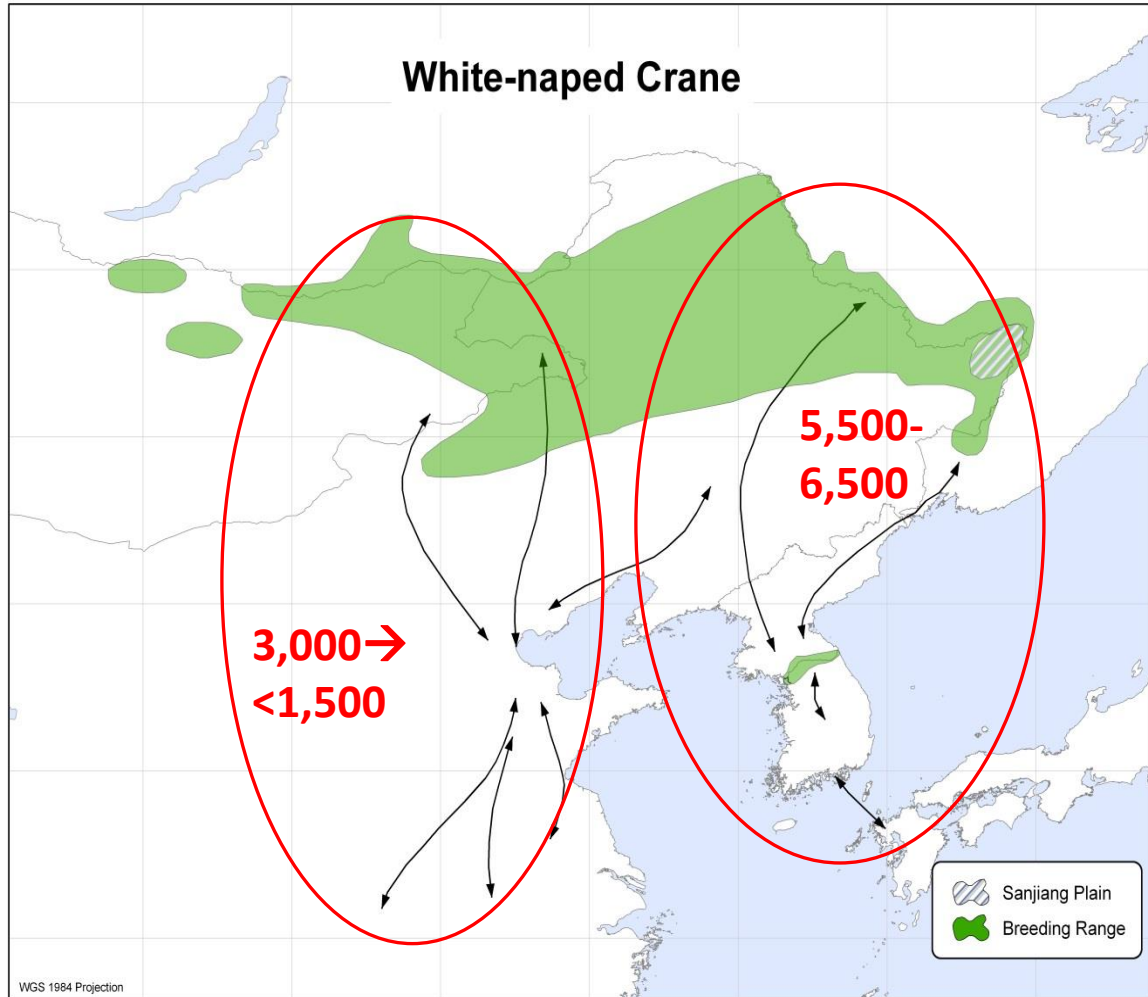 White-naped Crane
5,500-
6,500
3,000→
<1,500
Sanjiang Plain
Breeding Range
WGS 1984 Projection